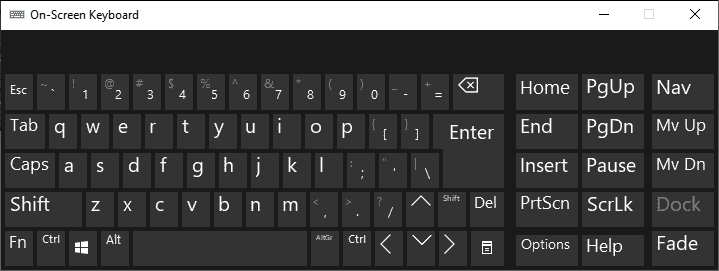 On-Screen Keyboard
Esc ~ ` ! 1 @ 2 # 3 $ 4 % 5 ^ 6 & 7 * 8 ( 9 ) 0 _ - + = Home PgUp Nav
Tab q w e r t y u i o p { [ } ] Enter End PgDn Mv Up
Caps a s d f g h j k l : ; " ' | \ Insert Pause Mv Dn
Shift z x c v b n m < , > . ? / Shift Del PrtScn ScrLk Dock
Fn Ctrl Alt AltGr Ctrl Options Help Fade